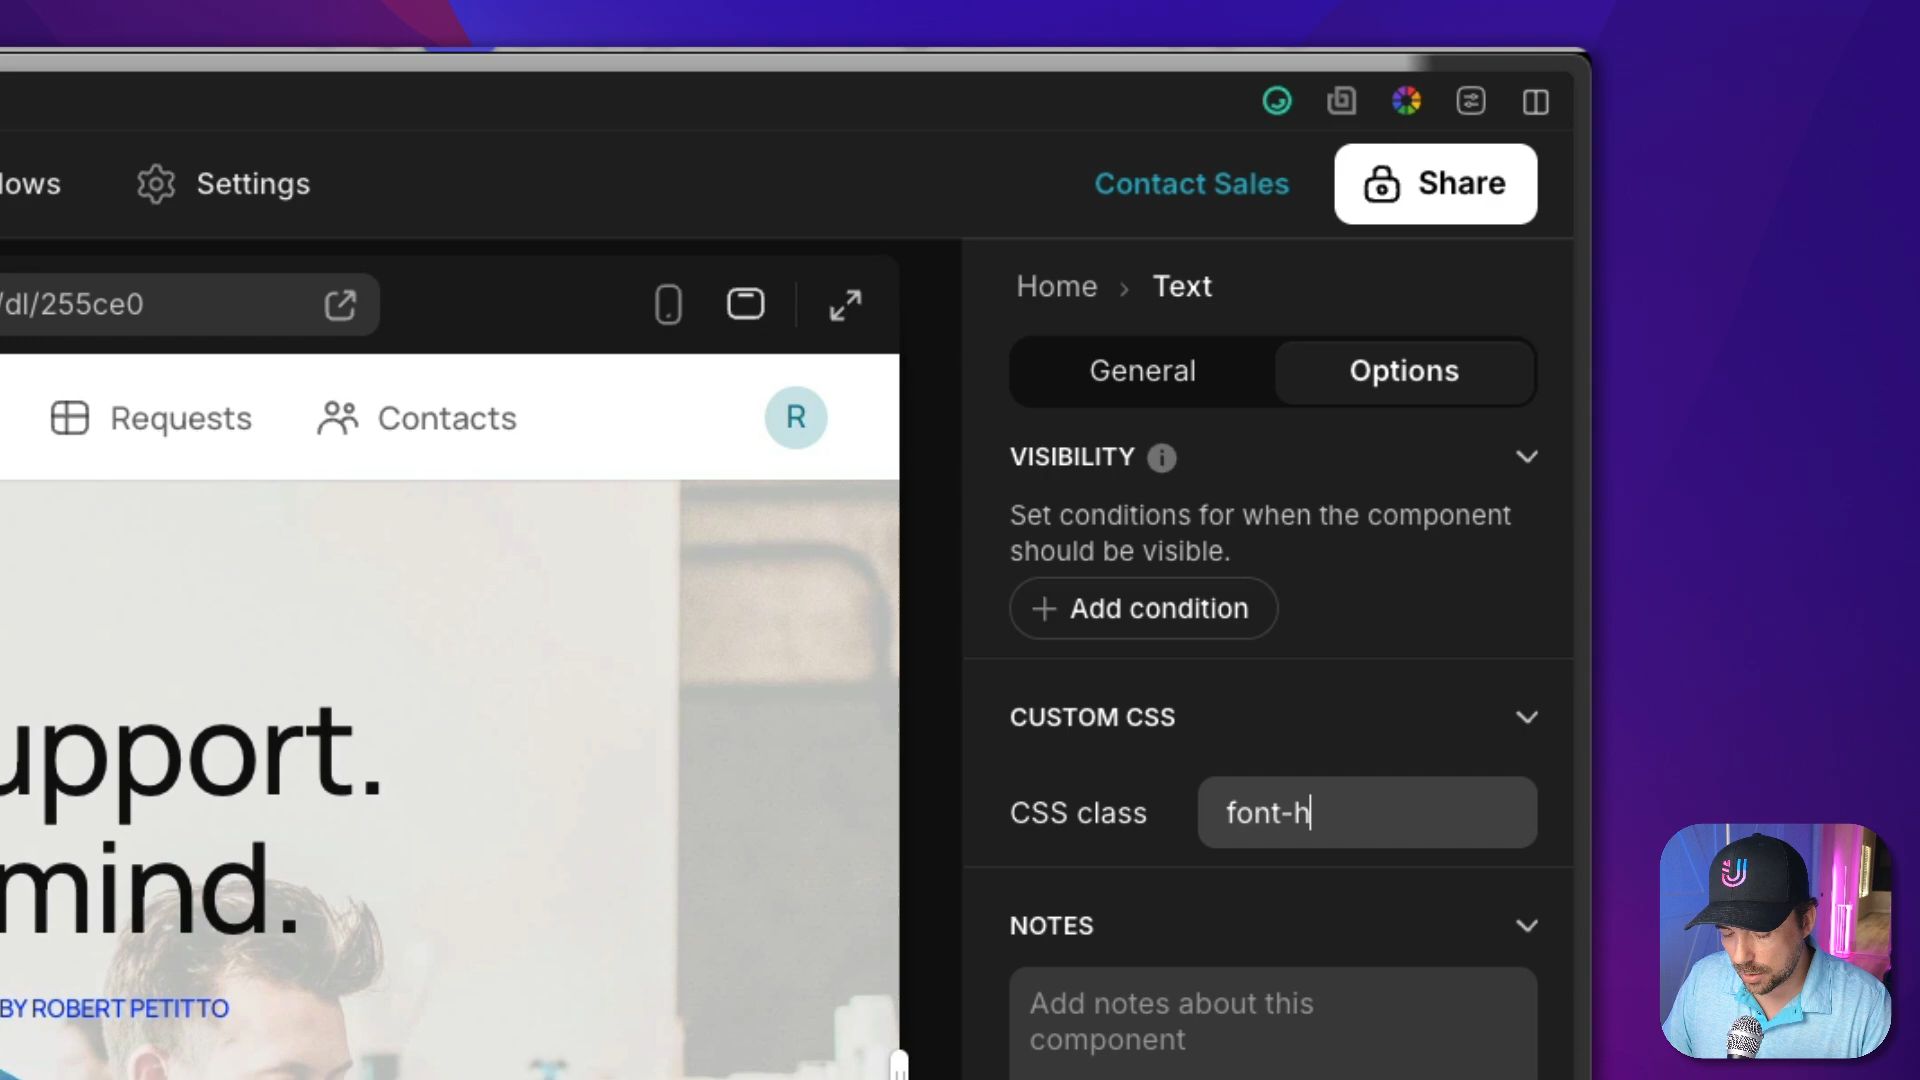 lows
Settings
Contact Sales
Share
/dl/255ce0
Home > Text
General
Options
Requests
Contacts
R
VISIBILITY
Set conditions for when the component
should be visible.
+ Add condition
upport.
mind.
BY ROBERT PETITTO
CUSTOM CSS
CSS class
font-h
NOTES
Add notes about this
component